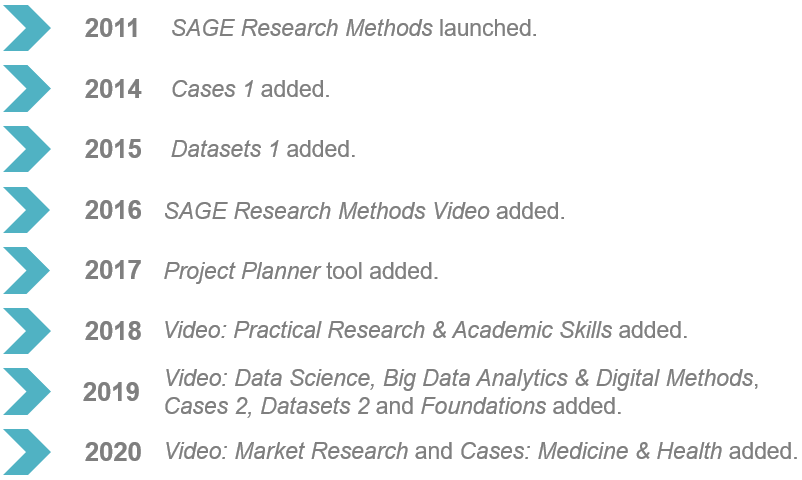 2011 SAGE Research Methods launched.
2014 Cases 1 added.
2015 Datasets 1 added.
2016 SAGE Research Methods Video added.
2017 Project Planner tool added.
2018 Video: Practical Research & Academic Skills added.
2019 Video: Data Science, Big Data Analytics & Digital Methods,
Cases 2, Datasets 2 and Foundations added.
2020 Video: Market Research and Cases: Medicine & Health added.